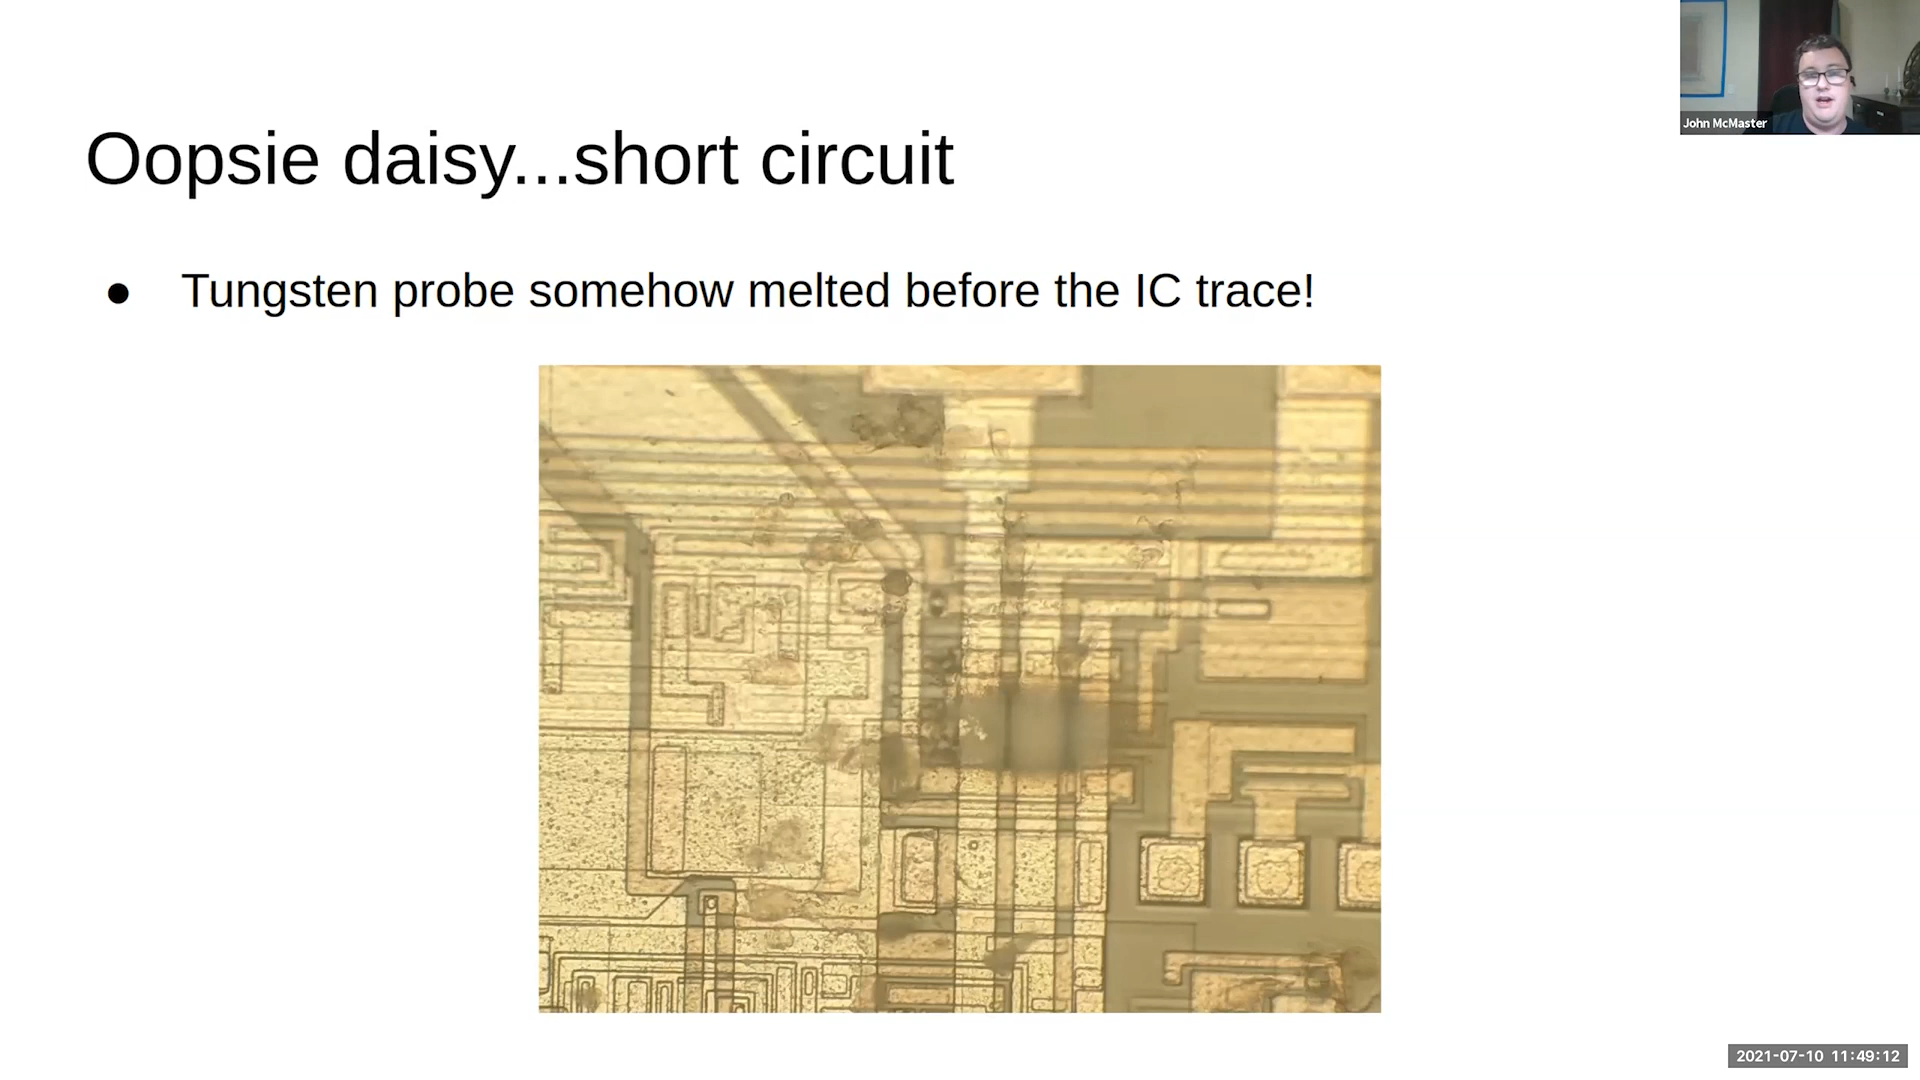 John McMaster
Oopsie daisy...short circuit
● Tungsten probe somehow melted before the IC trace!
2021-07-10 11:49:12